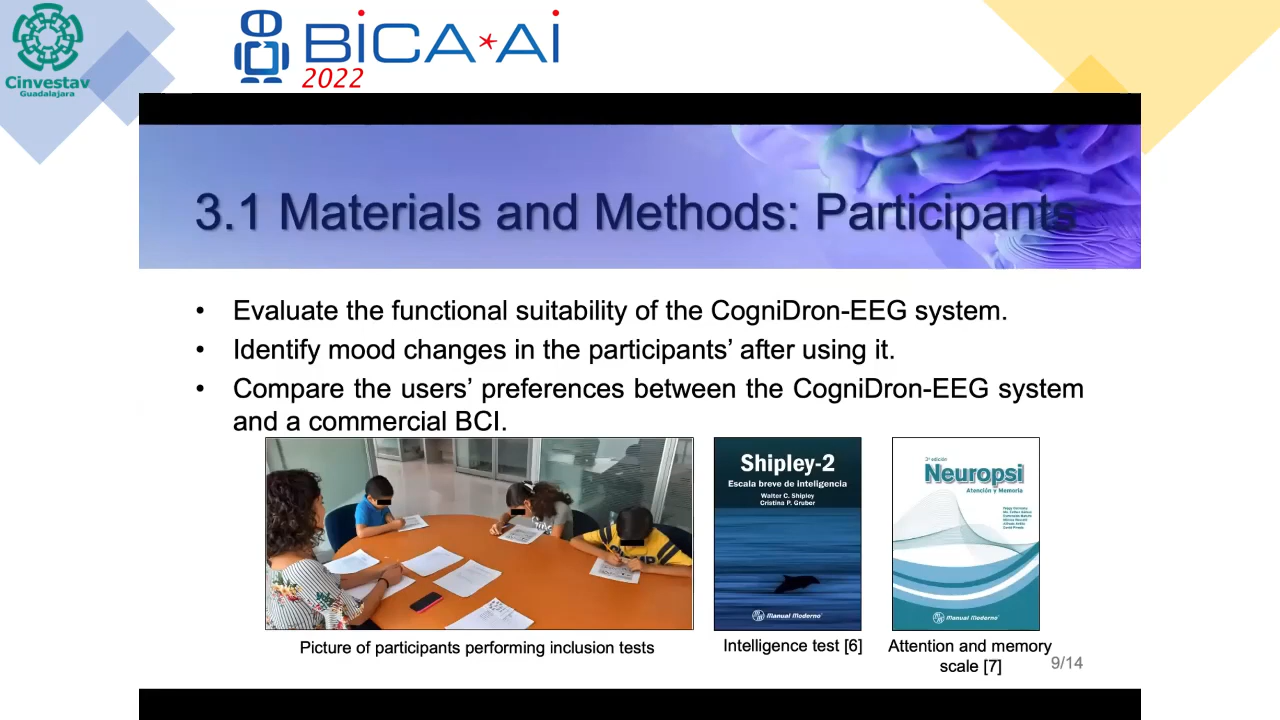 Cinvestav
Guadalajara
BiCA*Ai
2022
3.1 Materials and Methods: Participants
• Evaluate the functional suitability of the CogniDron-EEG system.
• Identify mood changes in the participants’ after using it.
• Compare the users’ preferences between the CogniDron-EEG system
and a commercial BCI.
Shipley-2
Escala breve de inteligencia
Walter C. Shipley
Cristina P. Gruber
Manual Moderno
3ª edición
Neuropsi
Atención y Memoria
Manual Moderno
Picture of participants performing inclusion tests
Intelligence test [6]
Attention and memory
scale [7]
9/14